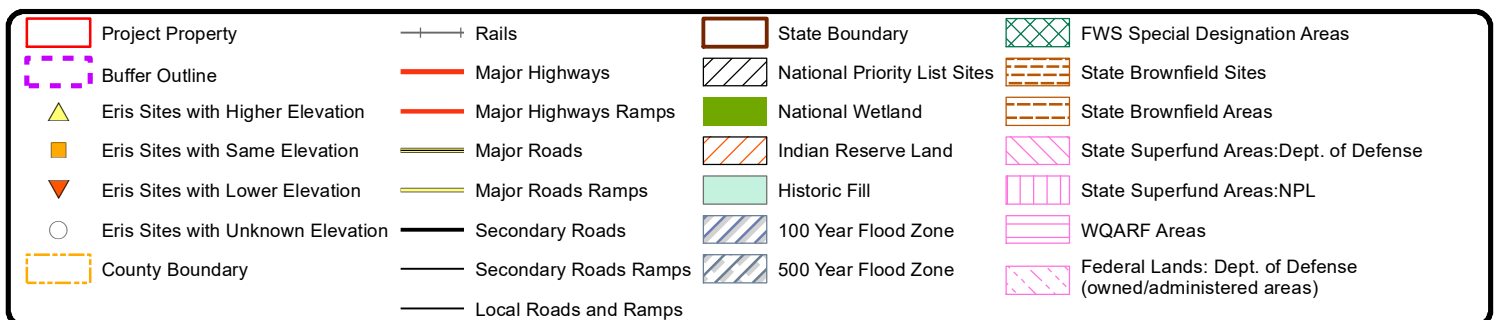 Project Property
Buffer Outline
Eris Sites with Higher Elevation
Eris Sites with Same Elevation
Eris Sites with Lower Elevation
Eris Sites with Unknown Elevation
County Boundary
Rails
Major Highways
Major Highways Ramps
Major Roads
Major Roads Ramps
Secondary Roads
Secondary Roads Ramps
Local Roads and Ramps
State Boundary
National Priority List Sites
National Wetland
Indian Reserve Land
Historic Fill
100 Year Flood Zone
500 Year Flood Zone
FWS Special Designation Areas
State Brownfield Sites
State Brownfield Areas
State Superfund Areas:Dept. of Defense
State Superfund Areas:NPL
WQARF Areas
Federal Lands: Dept. of Defense
(owned/administered areas)